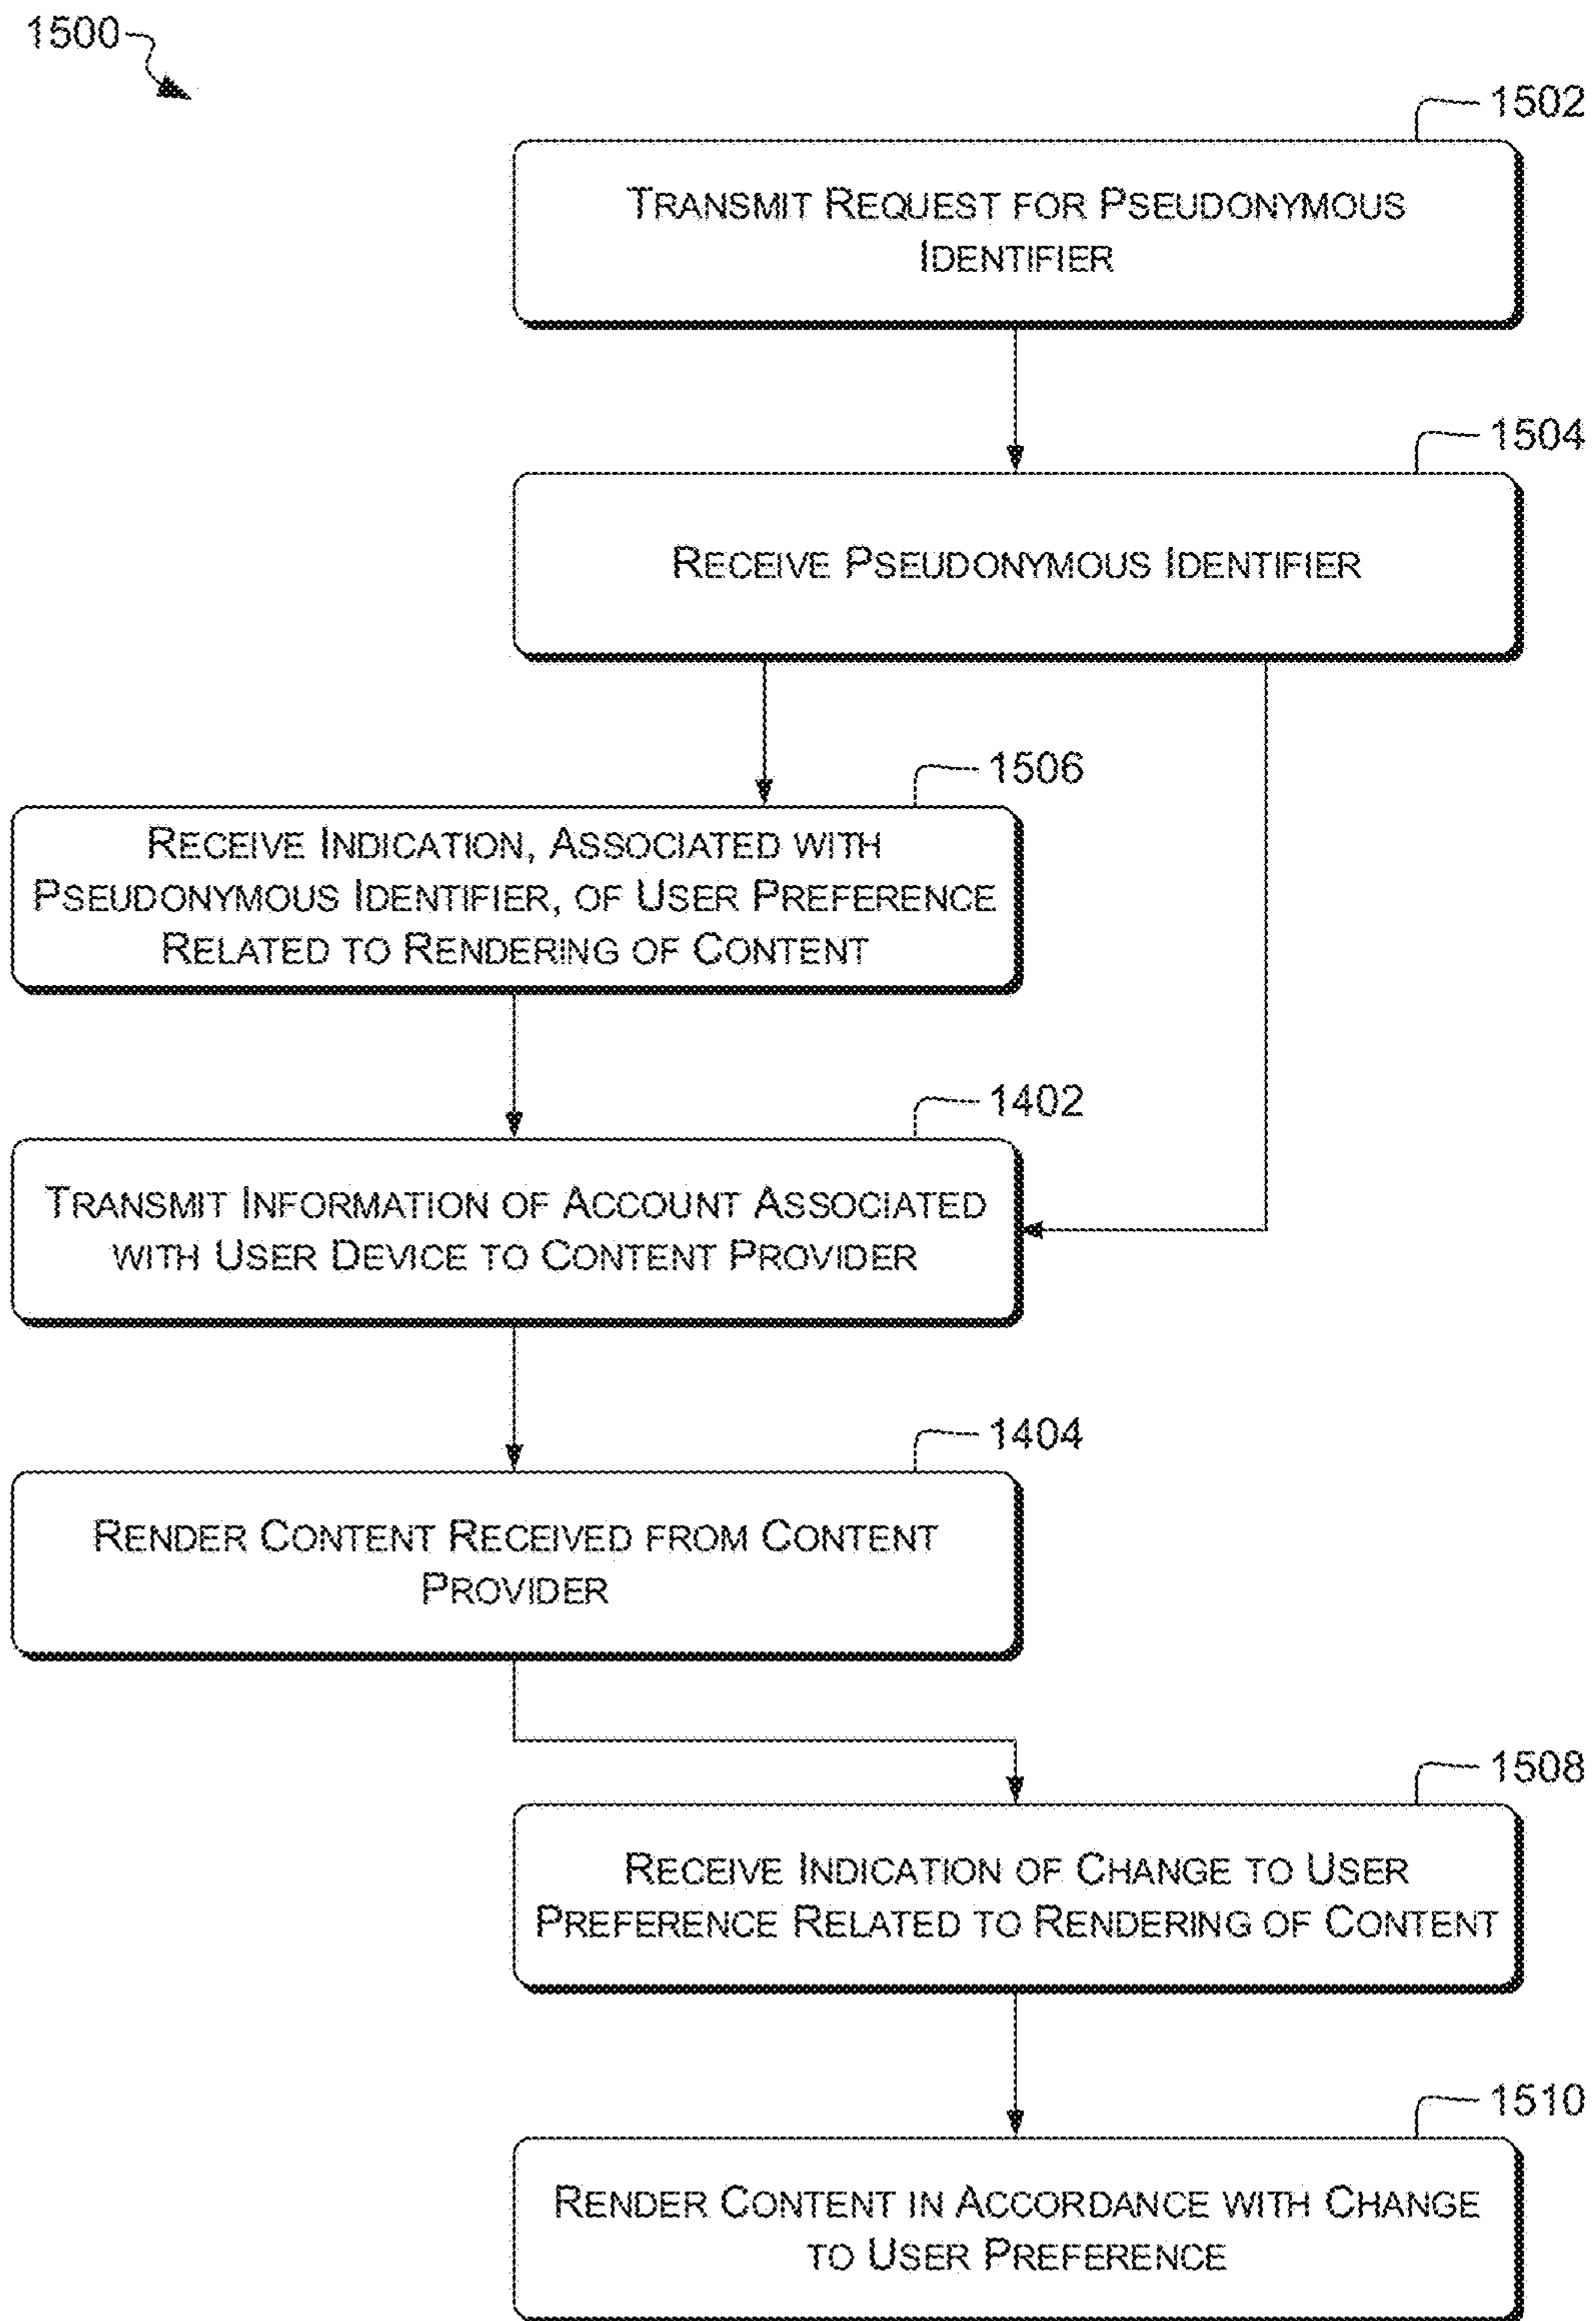 1500
1502
TRANSMIT REQUEST FOR PSEUDONYMOUS
IDENTIFIER
1504
RECEIVE PSEUDONYMOUS IDENTIFIER
1506
RECEIVE INDICATION, ASSOCIATED WITH
PSEUDONYMOUS IDENTIFIER, OF USER PREFERENCE
RELATED TO RENDERING OF CONTENT
1402
TRANSMIT INFORMATION OF ACCOUNT ASSOCIATED
WITH USER DEVICE TO CONTENT PROVIDER
1404
RENDER CONTENT RECEIVED FROM CONTENT
PROVIDER
1508
RECEIVE INDICATION OF CHANGE TO USER
PREFERENCE RELATED TO RENDERING OF CONTENT
1510
RENDER CONTENT IN ACCORDANCE WITH CHANGE
TO USER PREFERENCE